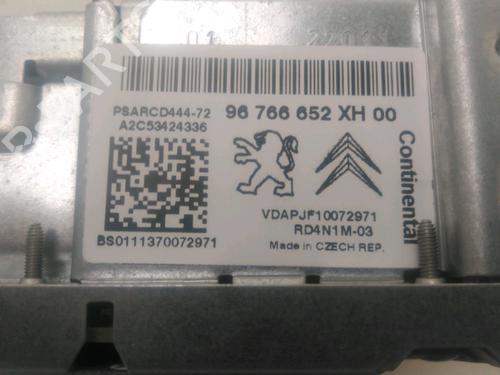 PSARCD444-72
A2C53424336
96 766 652 XH 00
Continental
VDAPJF10072971
RD4N1M-03
BS0111370072971
Made in CZECH REP.